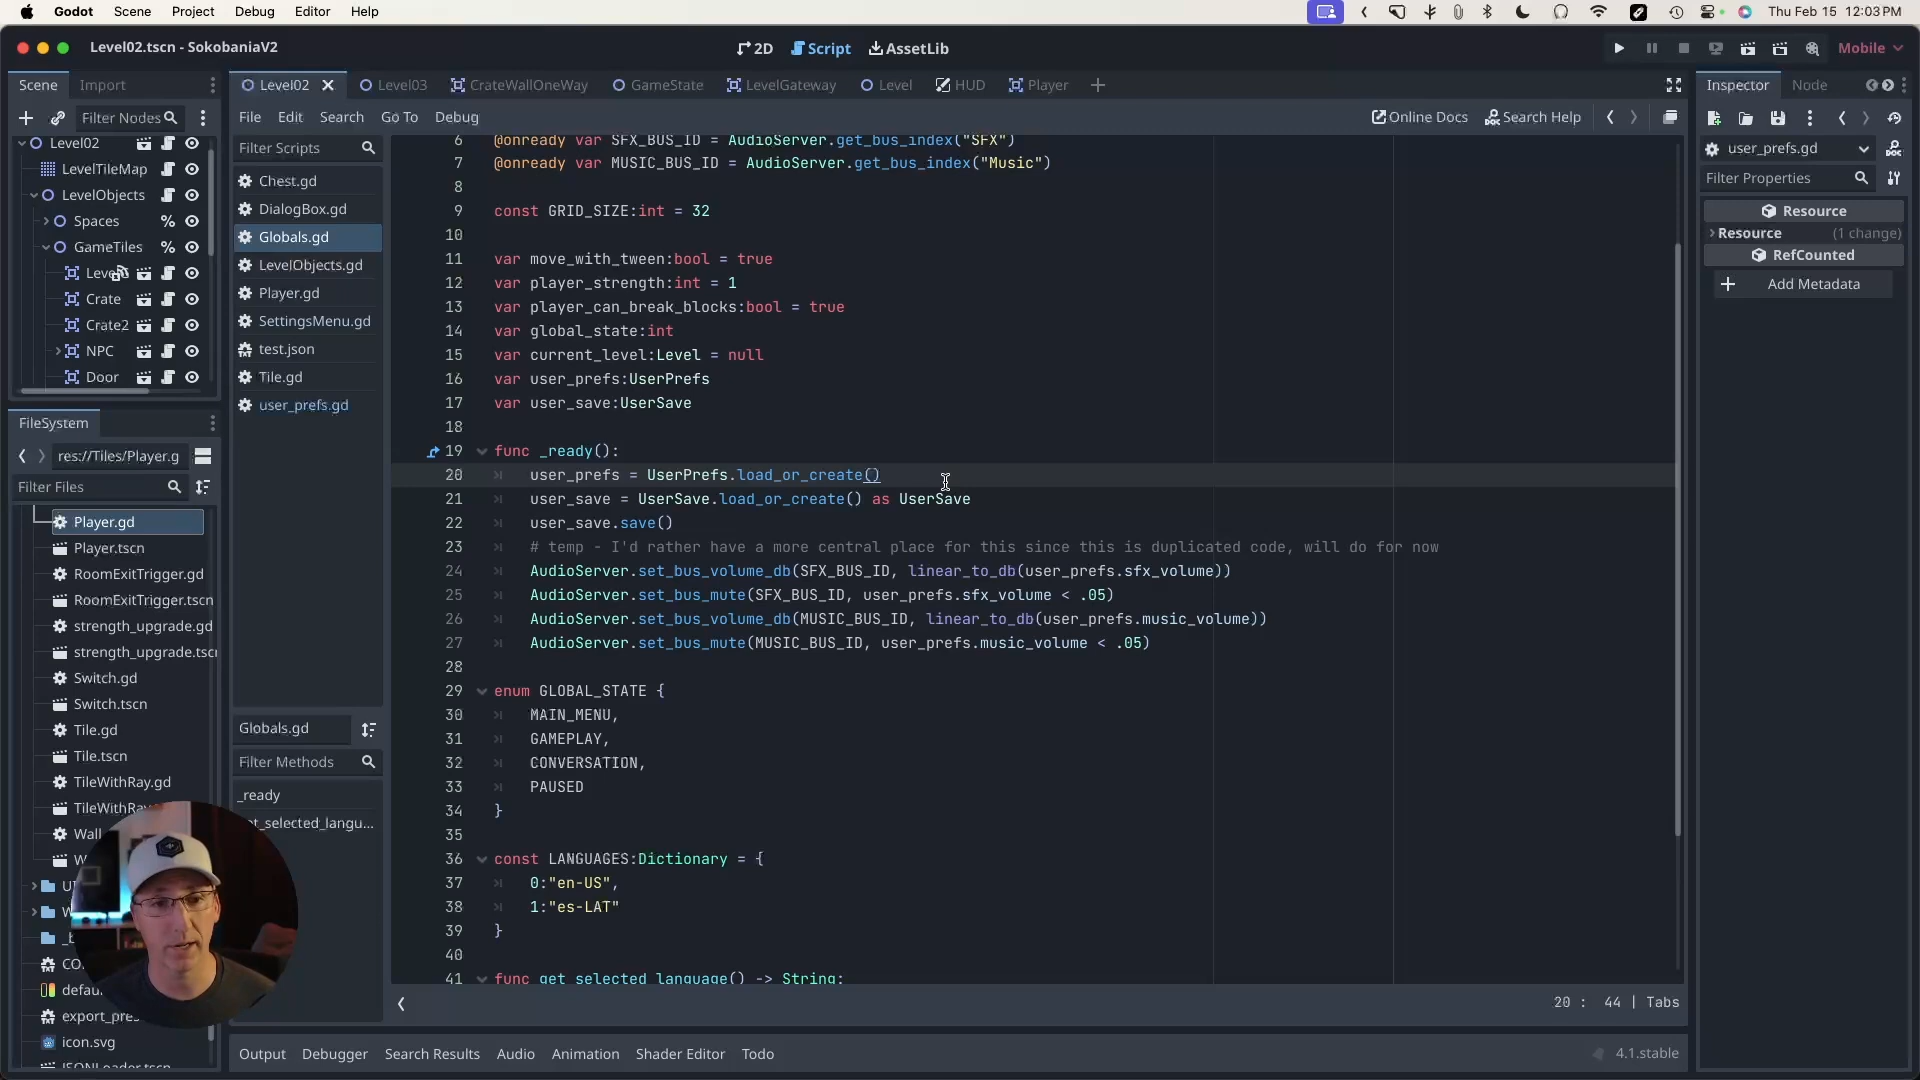 Godot Scene Project Debug Editor Help Thu Feb 15 12:03 PM
Level02.tscn - SokobaniaV2
2D Script AssetLib
Mobile
Scene Import
Level02 Level03 CrateWallOneWay GameState LevelGateway Level HUD Player
Inspector Node
Filter Nodes
File Edit Search Go To Debug
Online Docs Search Help
Level02
LevelTileMap
LevelObjects
Spaces
GameTiles
Crate
Crate2
NPC
Door
FileSystem
res://Tiles/Player.g
Filter Files
Player.gd
Player.tscn
RoomExitTrigger.gd
RoomExitTrigger.tscn
strength_upgrade.gd
strength_upgrade.tscn
Switch.gd
Switch.tscn
Tile.gd
Tile.tscn
TileWithRay.gd
TileWithRay
Wall
icon.svg
Filter Scripts
Chest.gd
DialogBox.gd
Globals.gd
LevelObjects.gd
Player.gd
SettingsMenu.gd
test.json
Tile.gd
user_prefs.gd
Globals.gd
Filter Methods
_ready
et_selected_langu...
6 @onready var SFX_BUS_ID = AudioServer.get_bus_index("SFX")
7 @onready var MUSIC_BUS_ID = AudioServer.get_bus_index("Music")
8
9 const GRID_SIZE:int = 32
10
11 var move_with_tween:bool = true
12 var player_strength:int = 1
13 var player_can_break_blocks:bool = true
14 var global_state:int
15 var current_level:Level = null
16 var user_prefs:UserPrefs
17 var user_save:UserSave
18
19 func _ready():
20 user_prefs = UserPrefs.load_or_create()
21 user_save = UserSave.load_or_create() as UserSave
22 user_save.save()
23 # temp - I'd rather have a more central place for this since this is duplicated code, will do for now
24 AudioServer.set_bus_volume_db(SFX_BUS_ID, linear_to_db(user_prefs.sfx_volume))
25 AudioServer.set_bus_mute(SFX_BUS_ID, user_prefs.sfx_volume < .05)
26 AudioServer.set_bus_volume_db(MUSIC_BUS_ID, linear_to_db(user_prefs.music_volume))
27 AudioServer.set_bus_mute(MUSIC_BUS_ID, user_prefs.music_volume < .05)
28
29 enum GLOBAL_STATE {
30 MAIN_MENU,
31 GAMEPLAY,
32 CONVERSATION,
33 PAUSED
34 }
35
36 const LANGUAGES:Dictionary = {
37 0:"en-US",
38 1:"es-LAT"
39 }
40
41 func get_selected_language() -> String:
20 : 44 | Tabs
Output Debugger Search Results Audio Animation Shader Editor Todo
4.1.stable
user_prefs.gd
Filter Properties
Resource
Resource (1 change)
RefCounted
Add Metadata